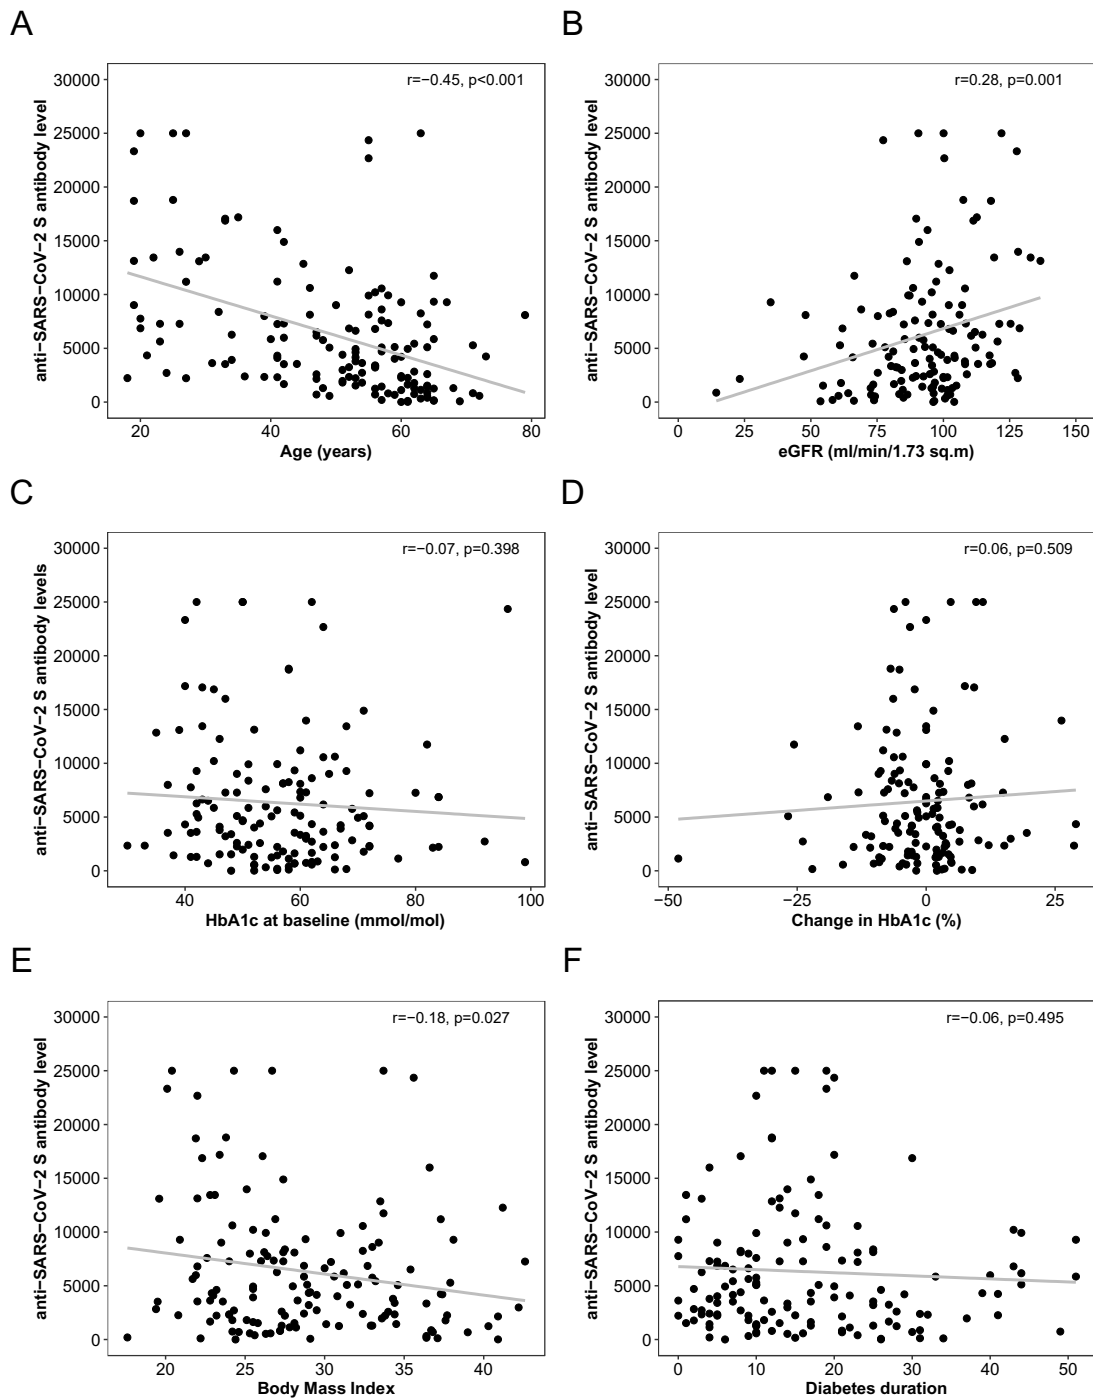 A
r=−0.45, p<0.001
anti−SARS−CoV−2 S antibody level
30000
25000
20000
15000
10000
5000
0
20 40 60 80
Age (years)
B
r=0.28, p=0.001
anti−SARS−CoV−2 S antibody level
30000
25000
20000
15000
10000
5000
0
0 25 50 75 100 125 150
eGFR (ml/min/1.73 sq.m)
C
r=−0.07, p=0.398
anti−SARS−CoV−2 S antibody levels
30000
25000
20000
15000
10000
5000
0
40 60 80 100
HbA1c at baseline (mmol/mol)
D
r=0.06, p=0.509
anti−SARS−CoV−2 S antibody level
30000
25000
20000
15000
10000
5000
0
−50 −25 0 25
Change in HbA1c (%)
E
r=−0.18, p=0.027
anti−SARS−CoV−2 S antibody level
30000
25000
20000
15000
10000
5000
0
20 25 30 35 40
Body Mass Index
F
r=−0.06, p=0.495
anti−SARS−CoV−2 S antibody level
30000
25000
20000
15000
10000
5000
0
0 10 20 30 40 50
Diabetes duration